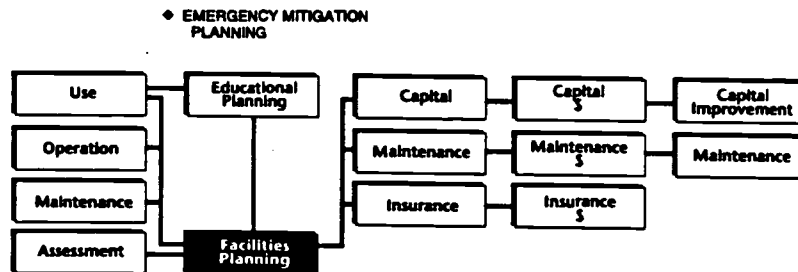 ◆ EMERGENCY MITIGATION
PLANNING
Use
Educational
Planning
Capital
Capital
$
Capital
Improvement
Operation
Maintenance
Maintenance
$
Maintenance
Maintenance
Insurance
Insurance
$
Assessment
Facilities
Planning